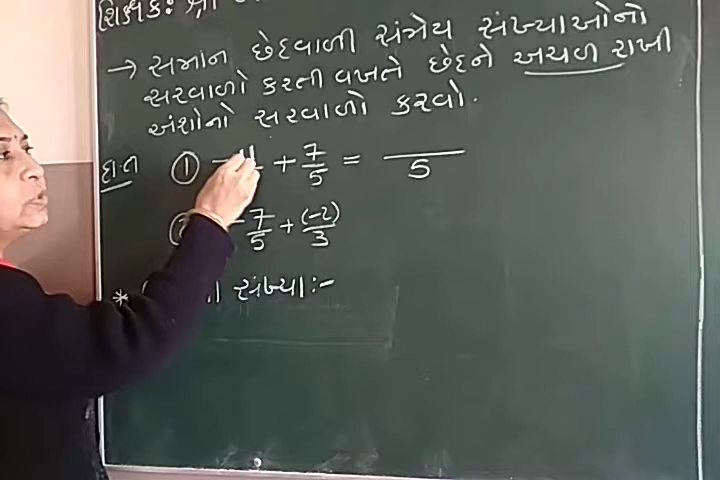 શિક્ષક: શ્રી
→ સમાન છેદવાળી સંમેય સંખ્યાઓનો
સરવાળો કરતી વખતે છેદને અચળ રાખી
અંશોનો સરવાળો કરવો.
દા.ત ① - 11 + 7/5 = /5
- 7/5 + (-2)/3
* સંખ્યા :-